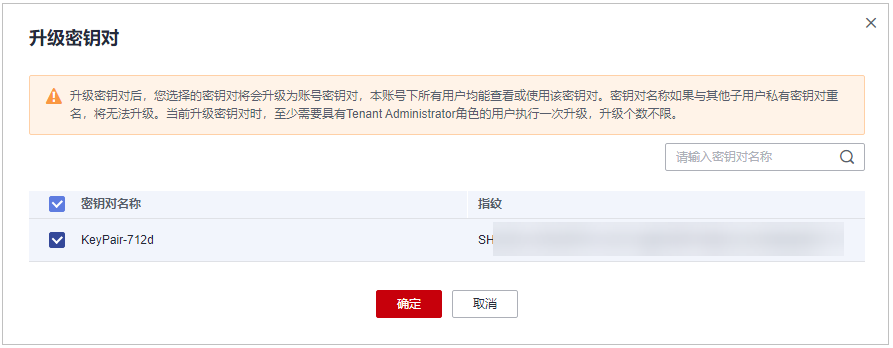 升级密钥对
升级密钥对后，您选择的密钥对将会升级为账号密钥对，本账号下所有用户均能查看或使用该密钥对。密钥对名称如果与其他子用户私有密钥对重
名，将无法升级。当前升级密钥对时，至少需要具有Tenant Administrator角色的用户执行一次升级，升级个数不限。
请输入密钥对名称
密钥对名称 指纹
KeyPair-712d SH
确定 取消